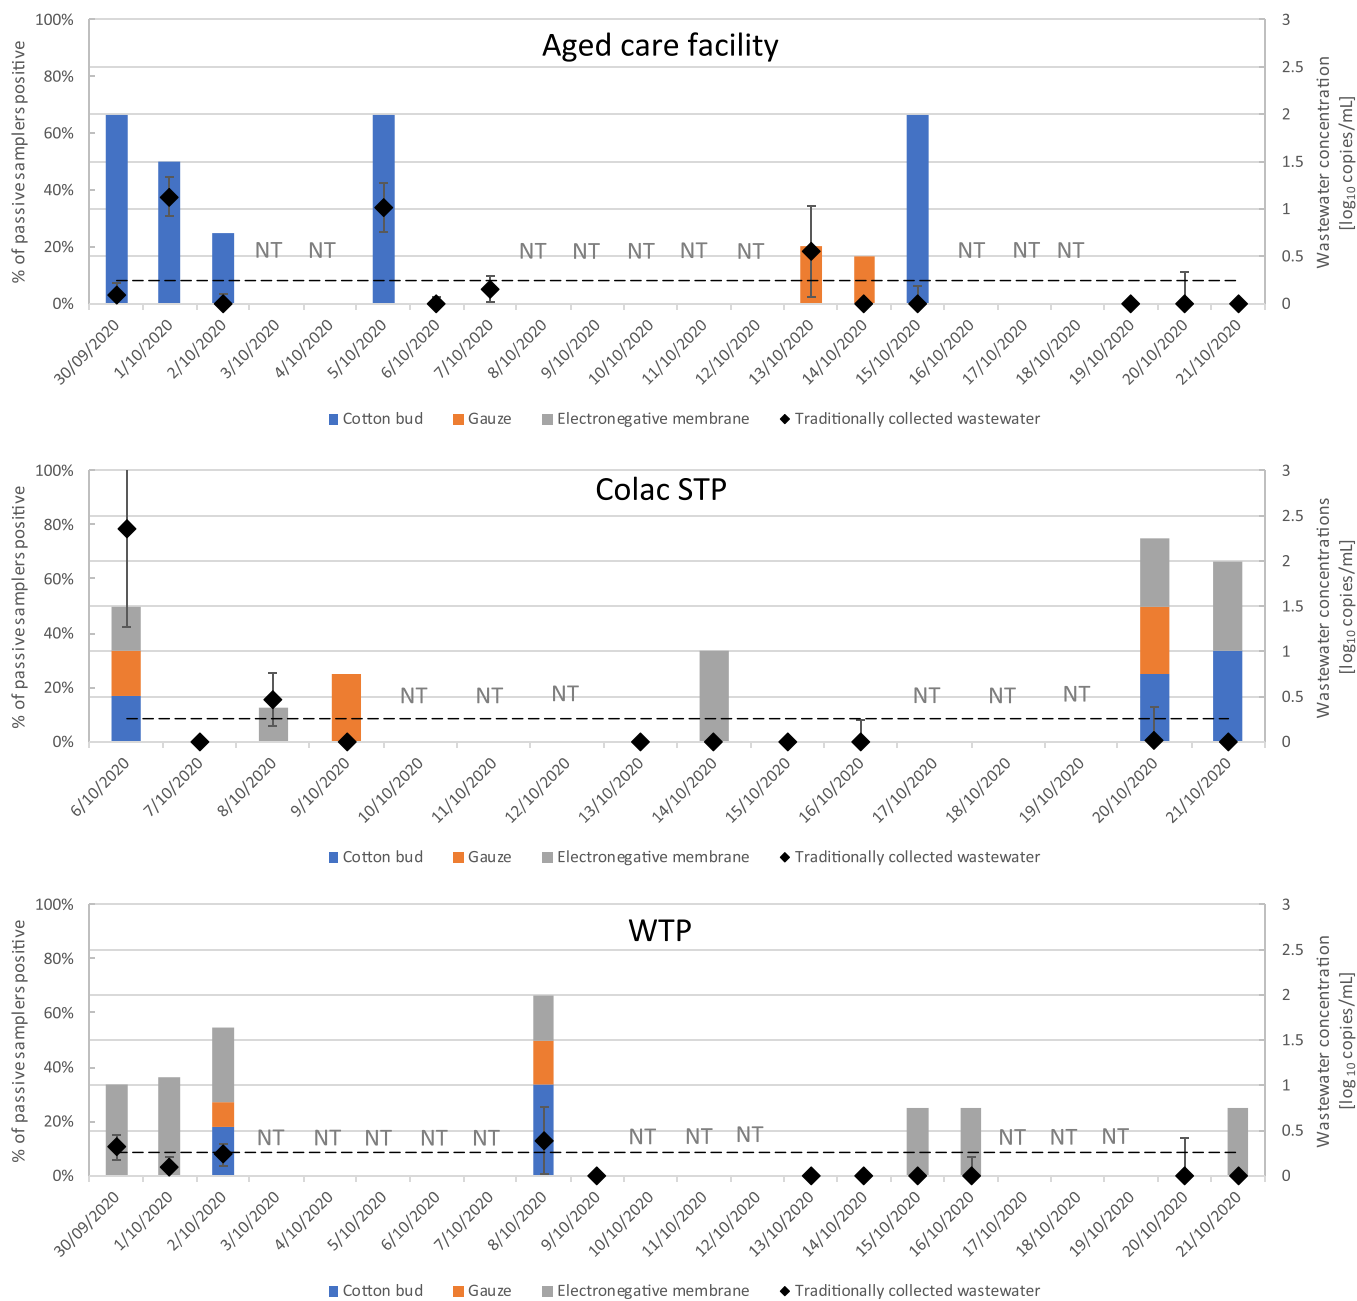 Aged care facility
% of passive samplers positive
100%
80%
60%
40%
20%
0%
3
2.5
2
1.5
1
0.5
0
Wastewater concentration
[log10 copies/mL]
NT NT NT NT NT NT NT NT NT NT
30/09/2020 1/10/2020 2/10/2020 3/10/2020 4/10/2020 5/10/2020 6/10/2020 7/10/2020 8/10/2020 9/10/2020 10/10/2020 11/10/2020 12/10/2020 13/10/2020 14/10/2020 15/10/2020 16/10/2020 17/10/2020 18/10/2020 19/10/2020 20/10/2020 21/10/2020
Cotton bud Gauze Electronegative membrane Traditionally collected wastewater
Colac STP
% of passive samplers positive
100%
80%
60%
40%
20%
0%
3
2.5
2
1.5
1
0.5
0
Wastewater concentrations
[log10 copies/mL]
NT NT NT NT NT NT
6/10/2020 7/10/2020 8/10/2020 9/10/2020 10/10/2020 11/10/2020 12/10/2020 13/10/2020 14/10/2020 15/10/2020 16/10/2020 17/10/2020 18/10/2020 19/10/2020 20/10/2020 21/10/2020
Cotton bud Gauze Electronegative membrane Traditionally collected wastewater
WTP
% of passive samplers positive
100%
80%
60%
40%
20%
0%
3
2.5
2
1.5
1
0.5
0
Wastewater concentration
[log 10 copies/mL]
NT NT NT NT NT NT NT NT NT NT NT
30/09/2020 1/10/2020 2/10/2020 3/10/2020 4/10/2020 5/10/2020 6/10/2020 7/10/2020 8/10/2020 9/10/2020 10/10/2020 11/10/2020 12/10/2020 13/10/2020 14/10/2020 15/10/2020 16/10/2020 17/10/2020 18/10/2020 19/10/2020 20/10/2020 21/10/2020
Cotton bud Gauze Electronegative membrane Traditionally collected wastewater